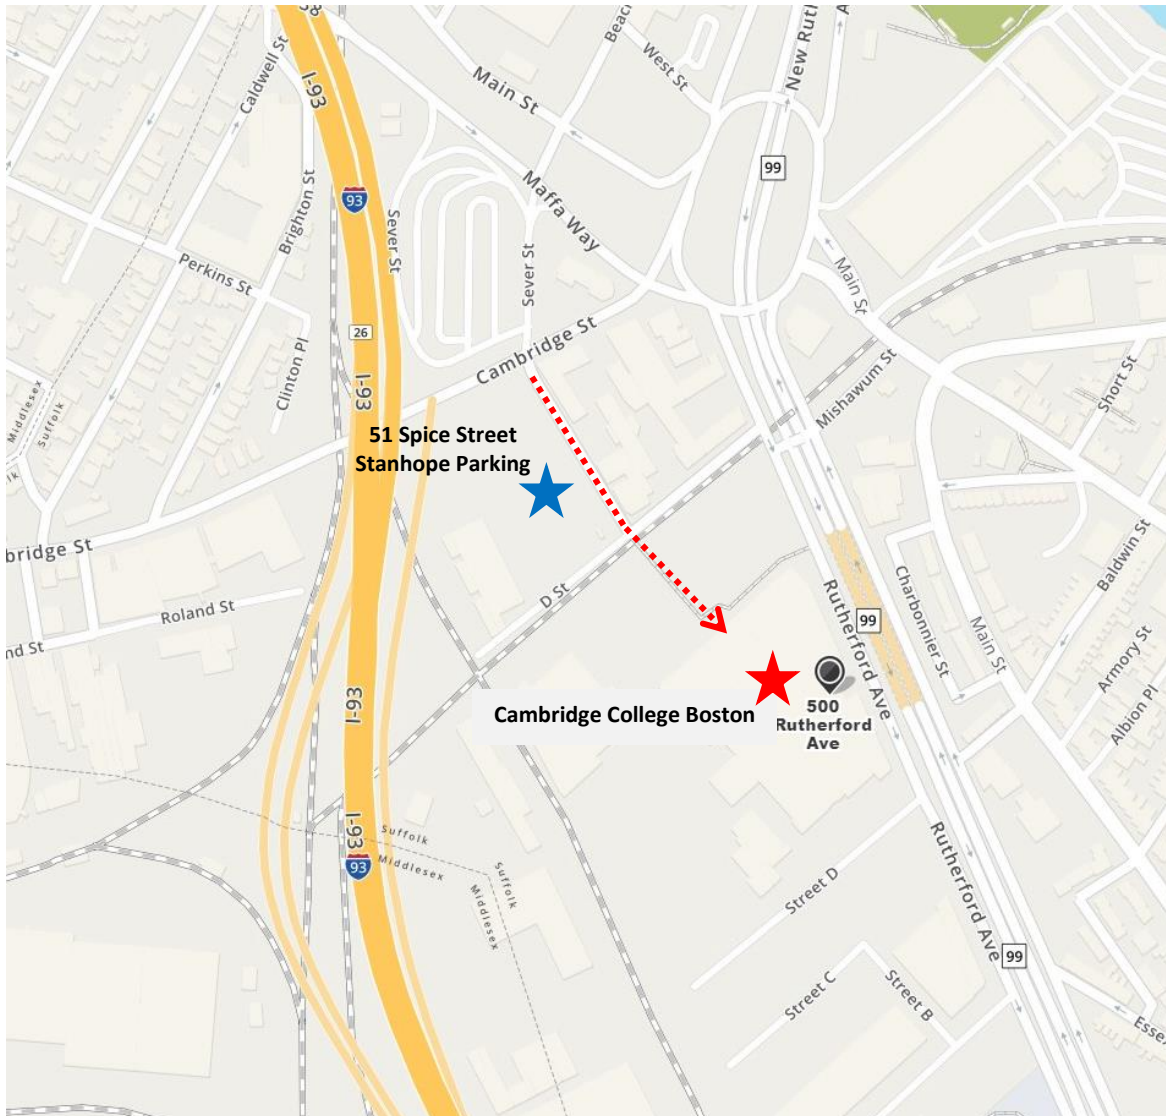 I-93
Caldwell St
Main St
Beac
West St
New Ruth
99
93
Brighton St
Sever St
Maffa Way
Perkins St
Sever St
Main St
26
Cambridge St
I-93
Clinton Pl
Mishawum St
Short St
Middlesex
Suffolk
51 Spice Street
Stanhope Parking
bridge St
Baldwin St
D St
Roland St
nd St
Charbonnier St
Rutherford Ave
99
Main St
Armory St
Albion Pl
I-93
Cambridge College Boston
500
Rutherford
Ave
I-93
Suffolk
Middlesex
93
Suffolk
Middlesex
Rutherford Ave
Street D
Street C
Street B
99
Essex